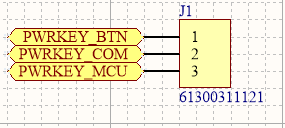 J1
PWRKEY_BTN 1
PWRKEY_COM 2
PWRKEY_MCU 3
61300311121